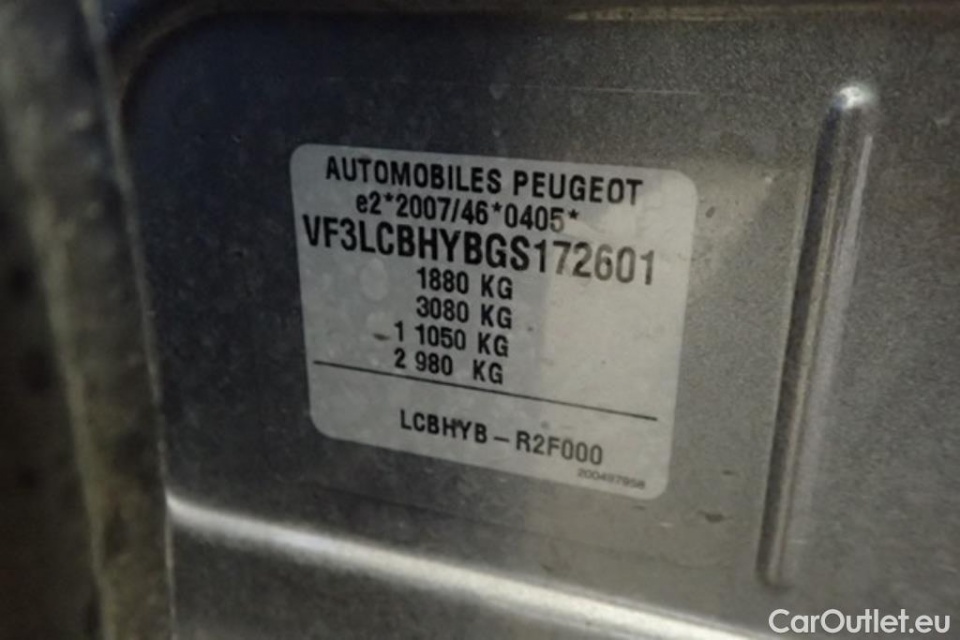 AUTOMOBILES PEUGEOT
e2*2007/46*0405*
VF3LCBHYBGS172601
1880 KG
3080 KG
1 1050 KG
2 980 KG
LCBHYB-R2F000
200497958
CarOutlet.eu